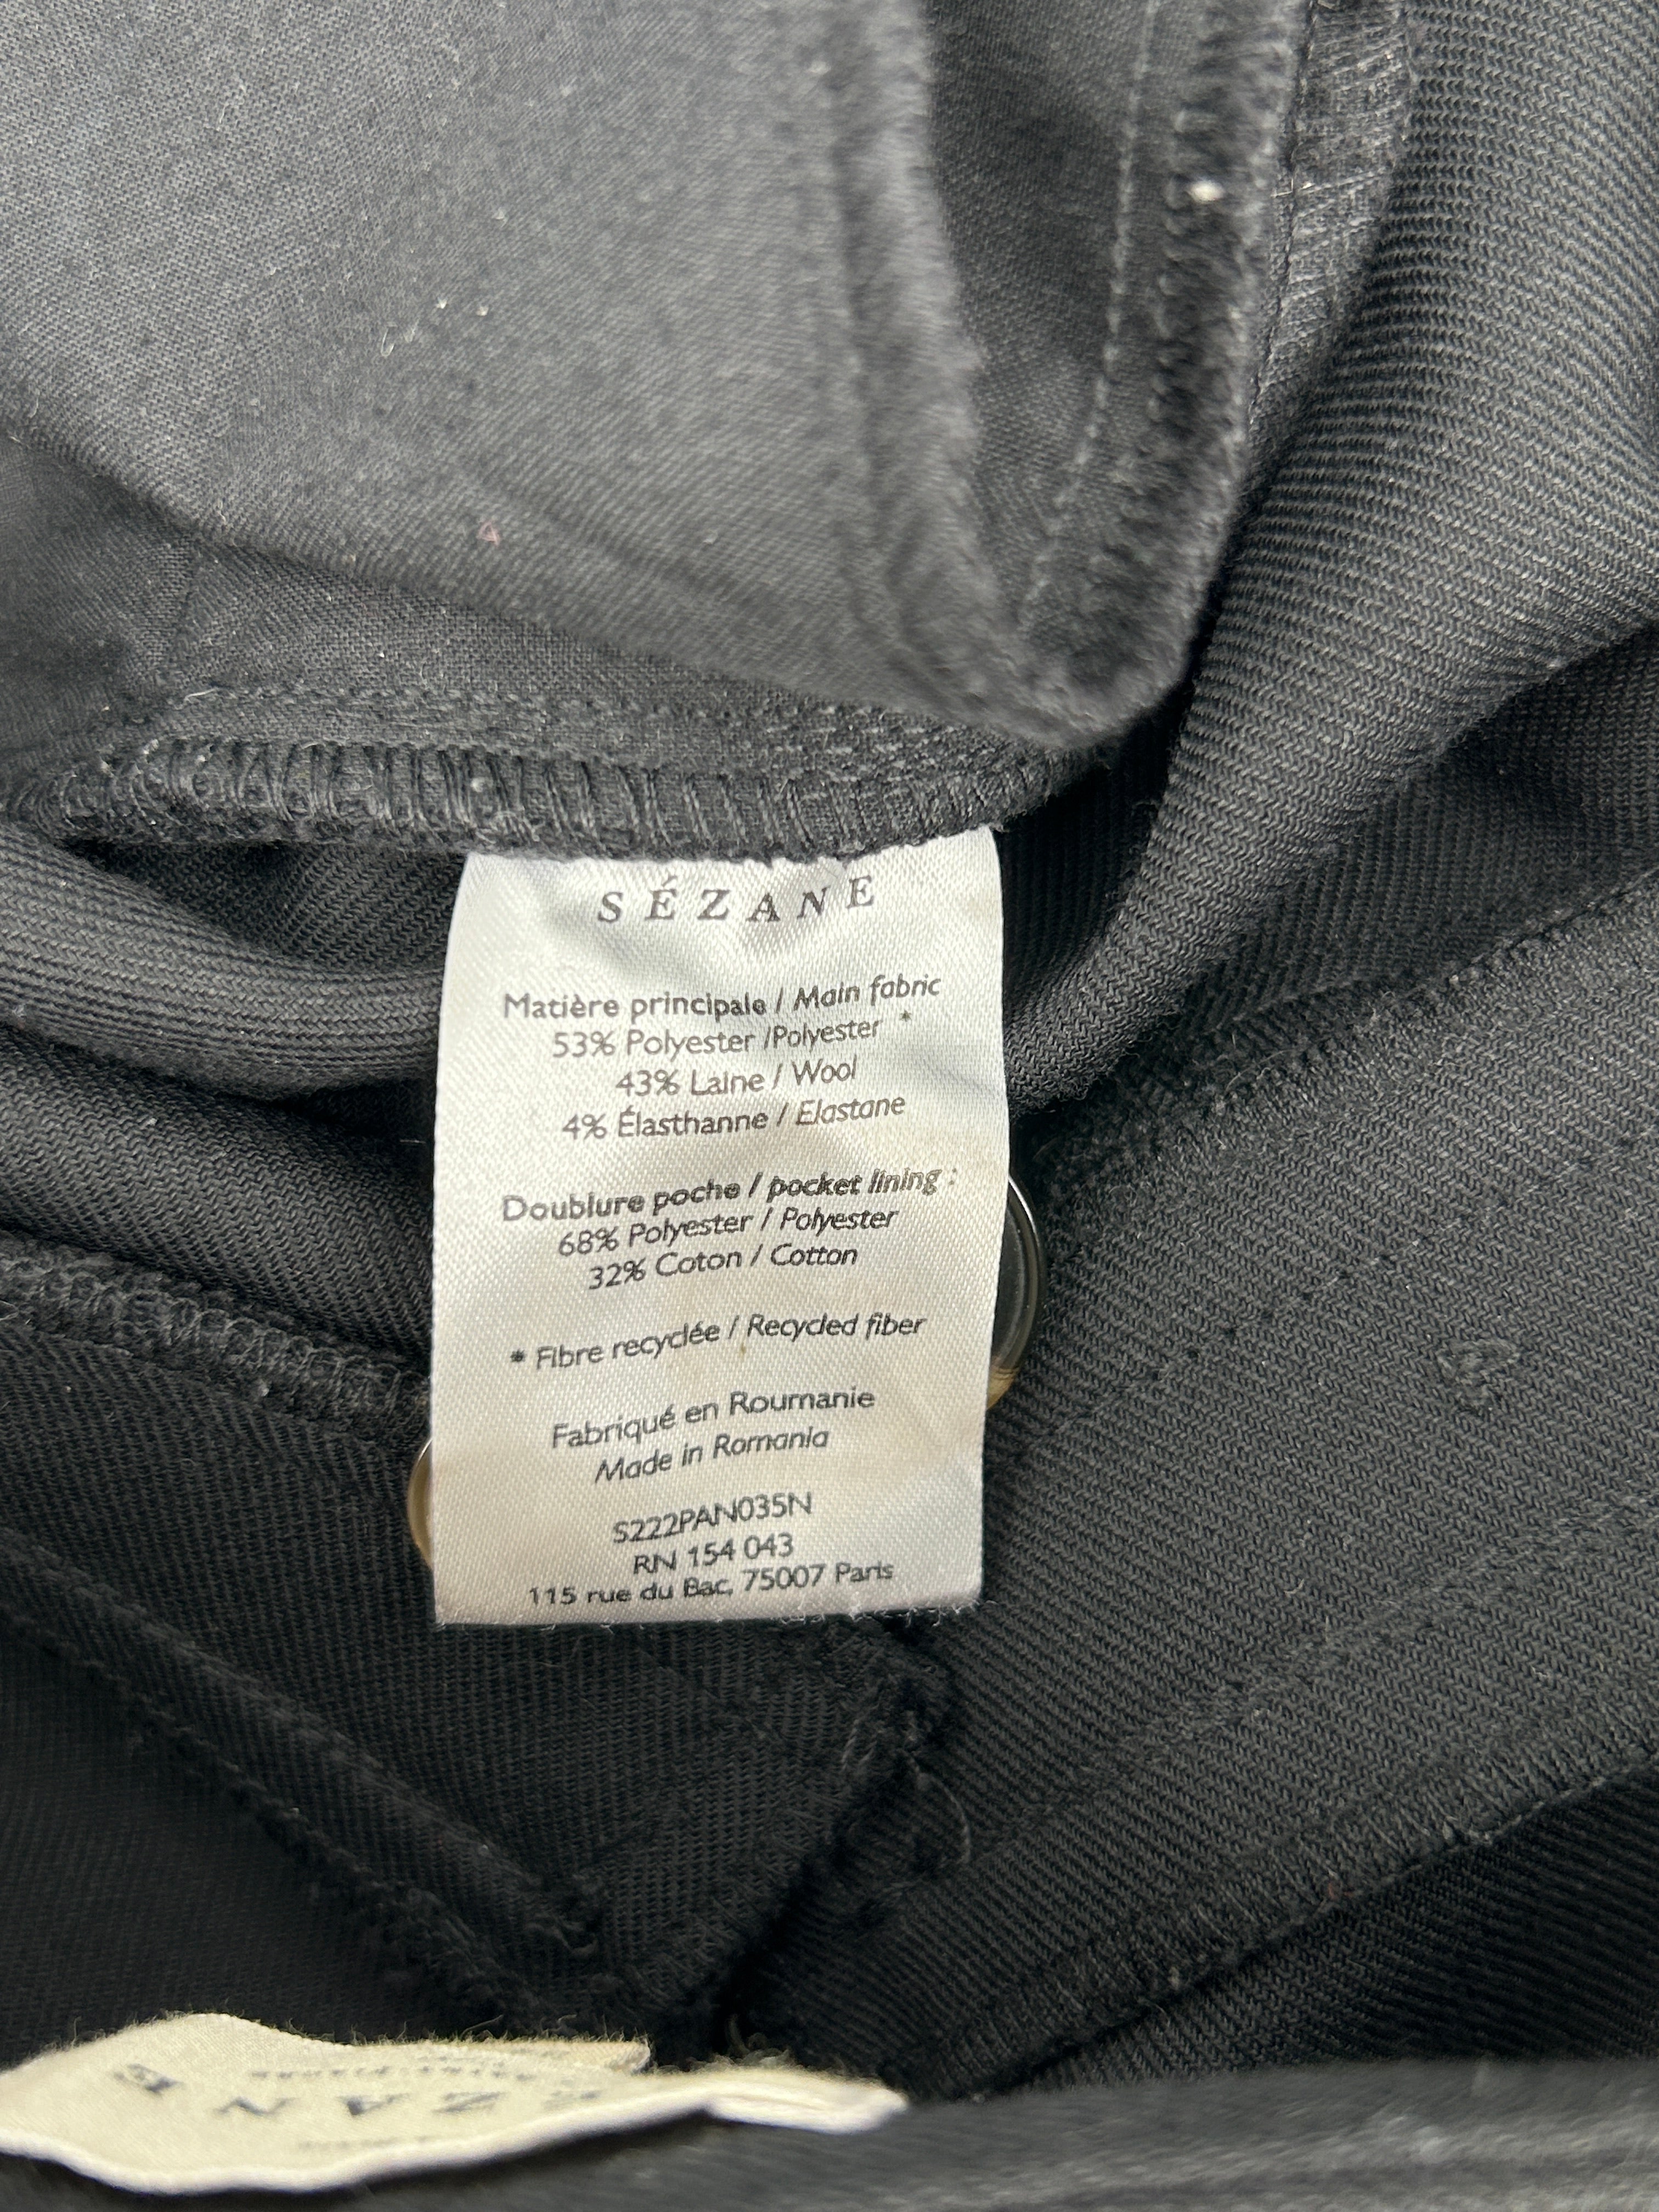 SÉZANE
Matière principale / Main fabric
53% Polyester /Polyester *
43% Laine / Wool
4% Élasthanne / Elastane
Doublure poche / pocket lining :
68% Polyester / Polyester
32% Coton / Cotton
* Fibre recyclée / Recycled fiber
Fabriqué en Roumanie
Made in Romania
S222PAN035N
RN 154 043
115 rue du Bac, 75007 Paris
ZANE